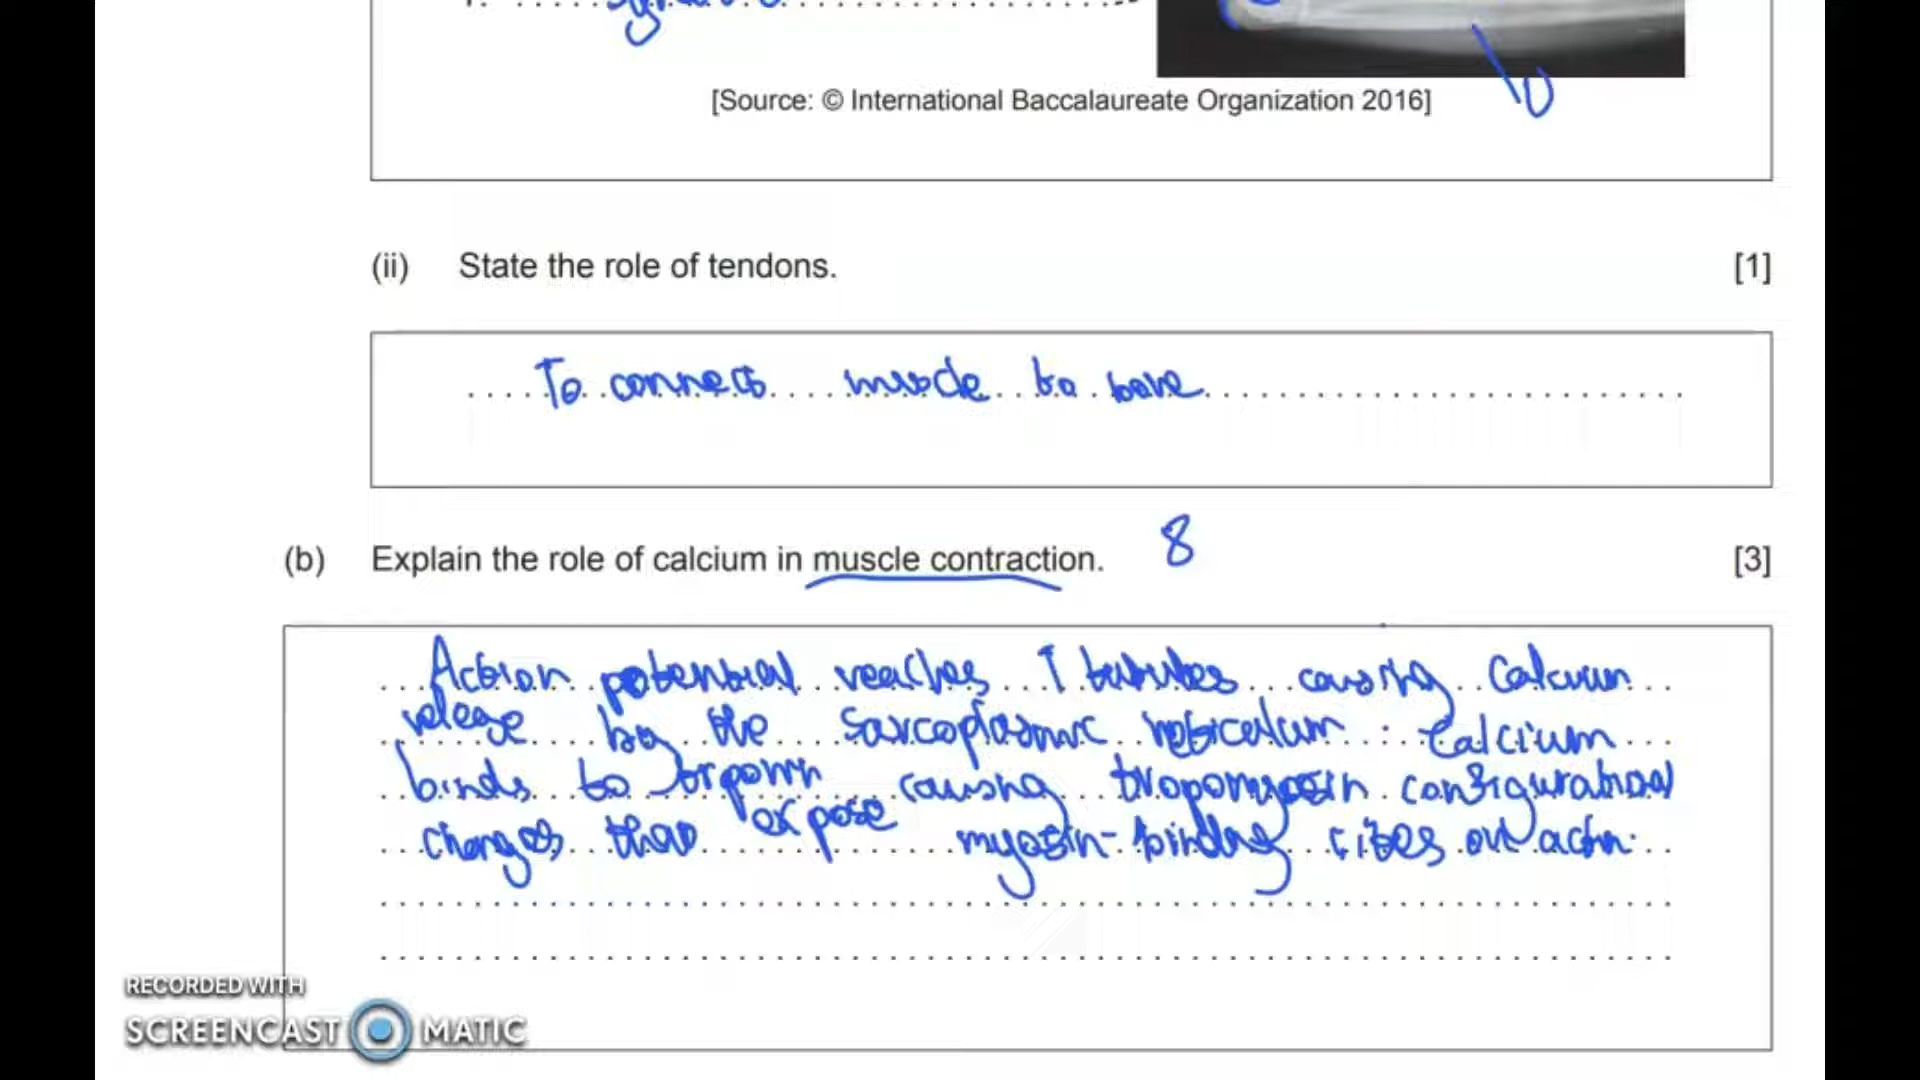 [Source: © International Baccalaureate Organization 2016]
(ii) State the role of tendons. [1]
To connect muscle to bone
(b) Explain the role of calcium in muscle contraction. 8 [3]
Action potential reaches T tubules causing calcium
release by the sarcoplasmic reticulum. Calcium
binds to troponin causing tropomyosin configurational
changes that expose myosin-binding sites on actin.
RECORDED WITH
SCREENCAST MATIC